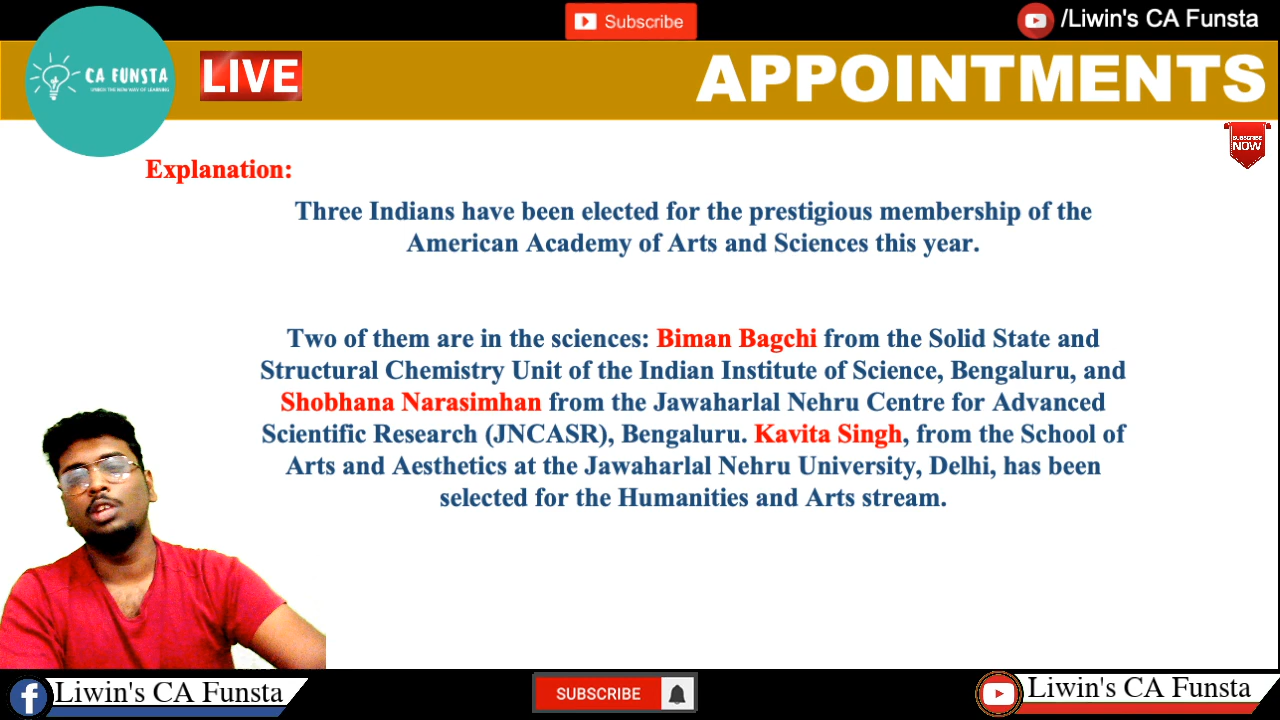 Subscribe
/Liwin's CA Funsta
CA FUNSTA
LIVE
APPOINTMENTS
SUBSCRIBE
NOW
Explanation:
Three Indians have been elected for the prestigious membership of the
American Academy of Arts and Sciences this year.
Two of them are in the sciences: Biman Bagchi from the Solid State and
Structural Chemistry Unit of the Indian Institute of Science, Bengaluru, and
Shobhana Narasimhan from the Jawaharlal Nehru Centre for Advanced
Scientific Research (JNCASR), Bengaluru. Kavita Singh, from the School of
Arts and Aesthetics at the Jawaharlal Nehru University, Delhi, has been
selected for the Humanities and Arts stream.
Liwin's CA Funsta
SUBSCRIBE
Liwin's CA Funsta